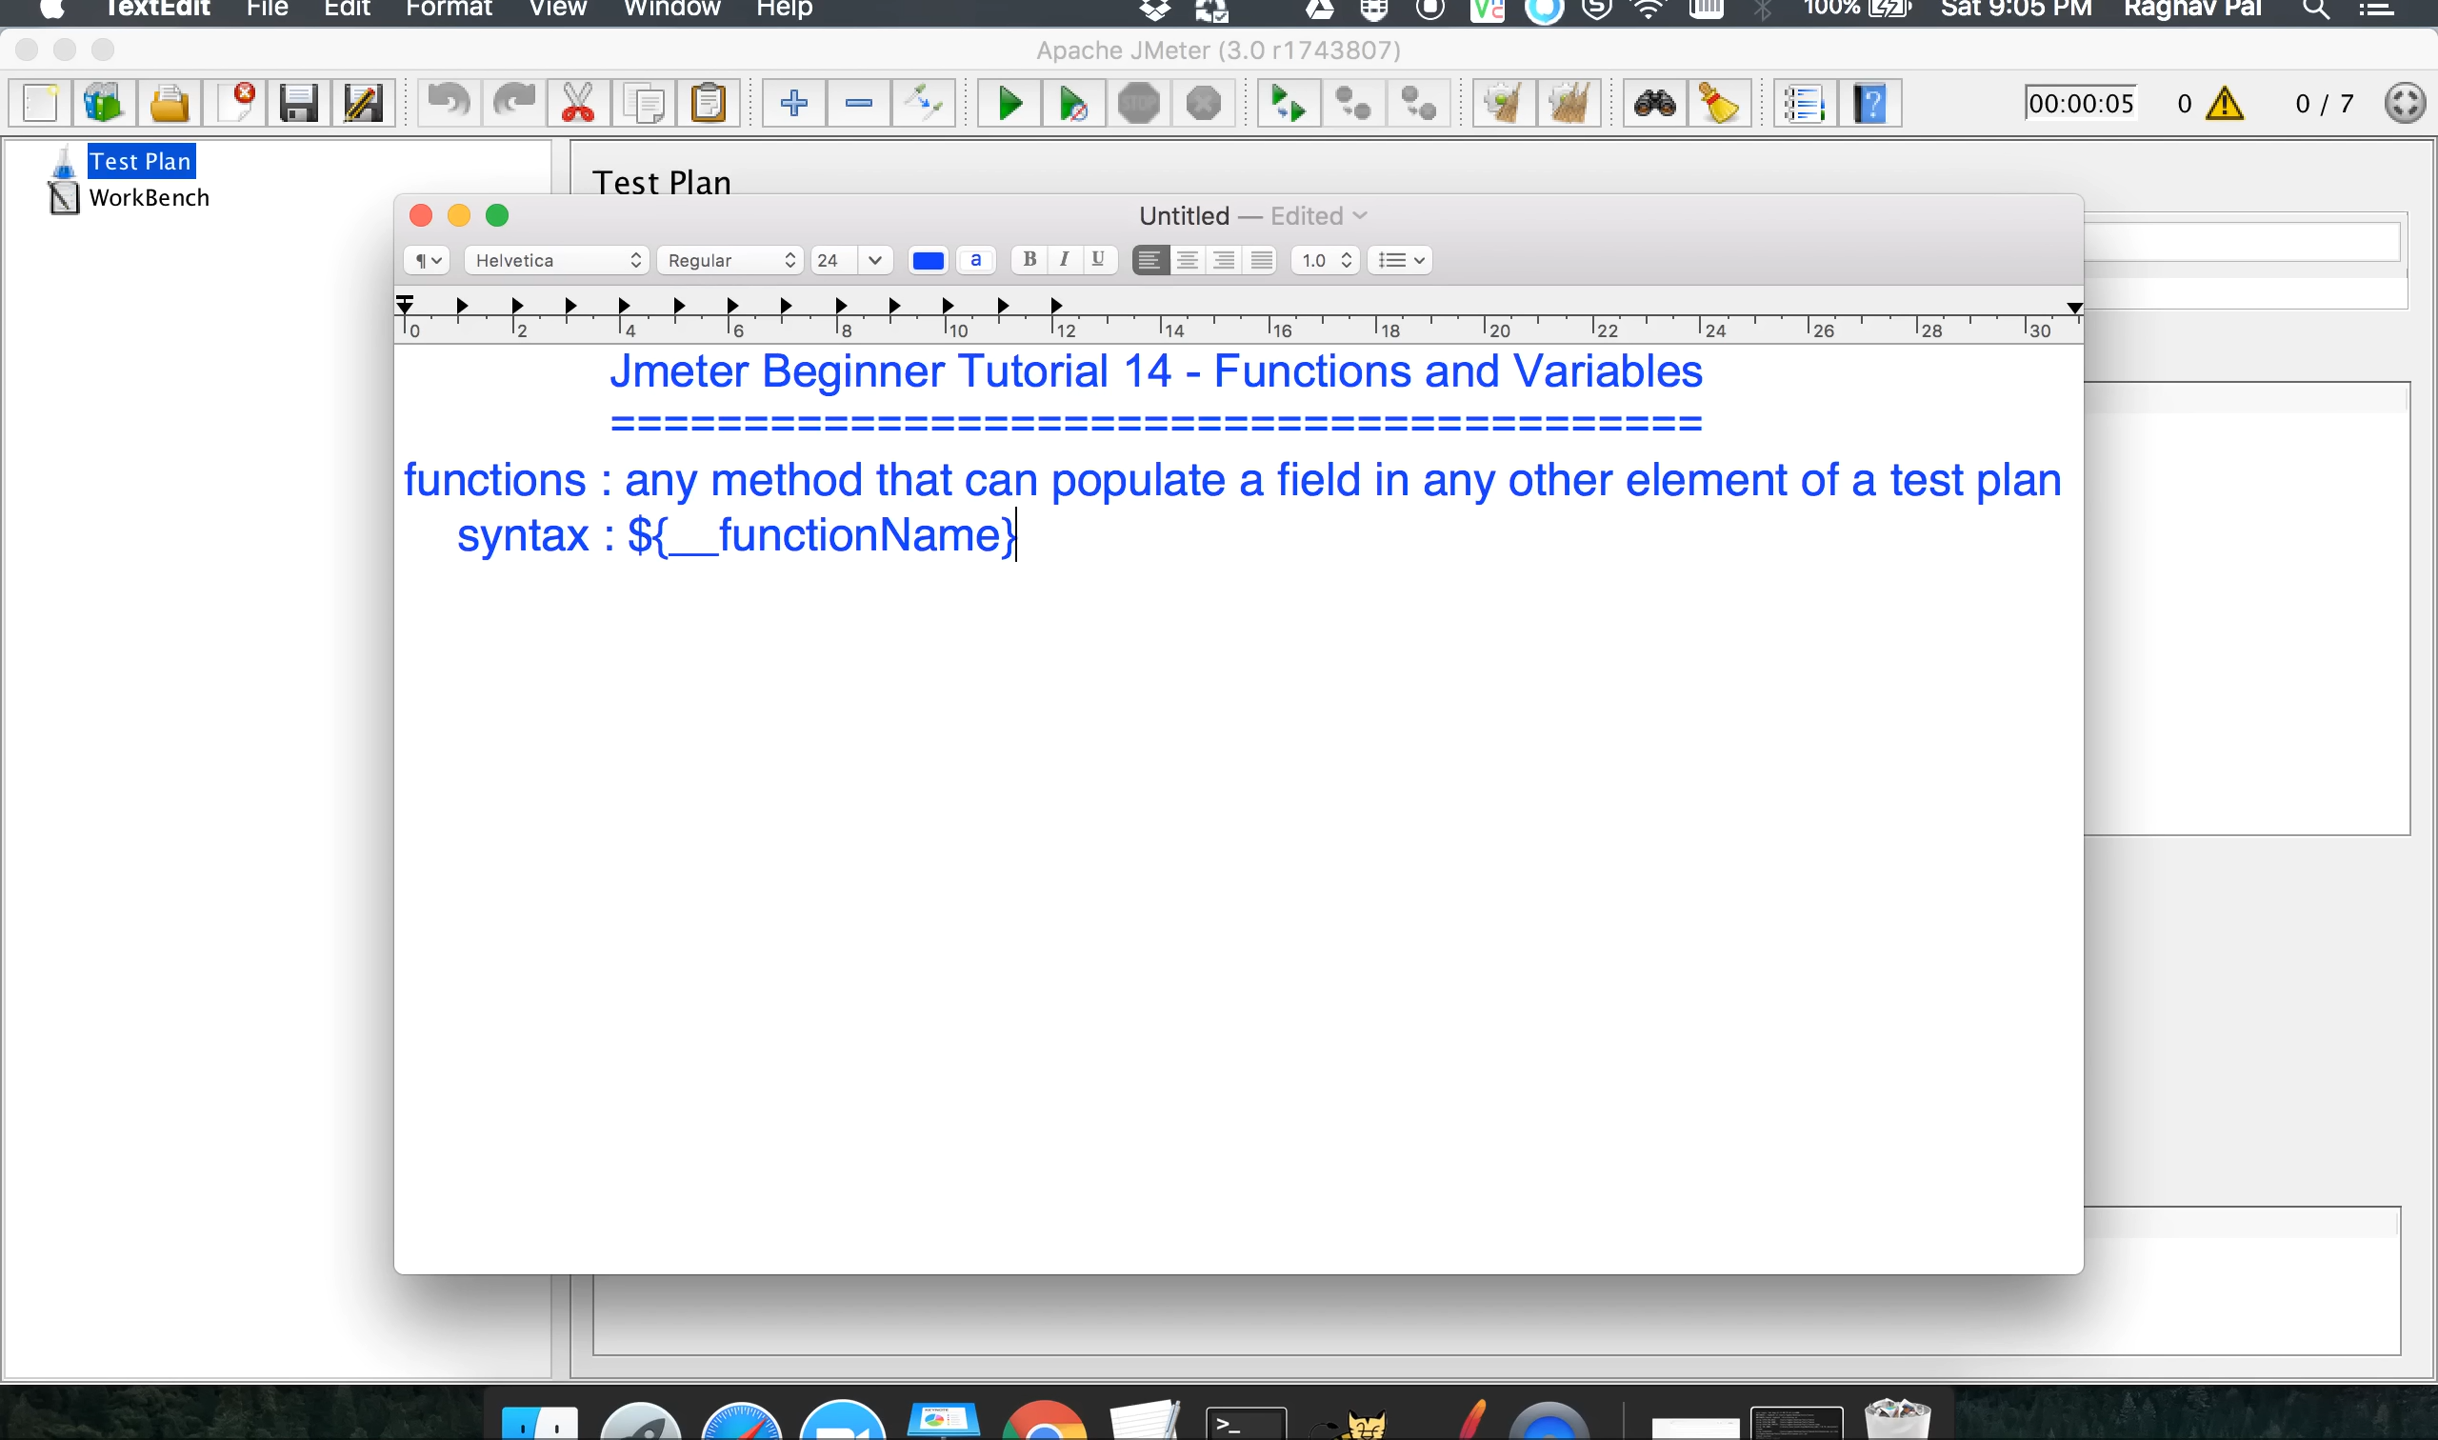 TextEdit File Edit Format View Window Help 100% Sat 9:05 PM Raghav Pal
Apache JMeter (3.0 r1743807)
STOP 00:00:05 0 0 / 7
Test Plan
WorkBench
Test Plan
Untitled — Edited
¶ Helvetica Regular 24 a B I U 1.0
0 2 4 6 8 10 12 14 16 18 20 22 24 26 28 30
Jmeter Beginner Tutorial 14 - Functions and Variables
=========================================
functions : any method that can populate a field in any other element of a test plan
syntax : ${__functionName}